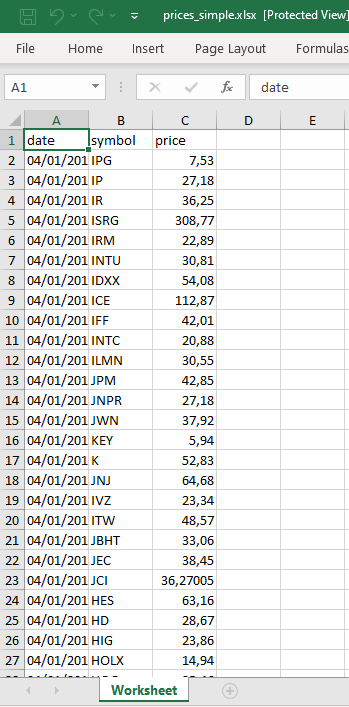 prices_simple.xlsx [Protected View]
File Home Insert Page Layout Formulas
A1 fx date
A B C D E
1 date symbol price
2 04/01/201 IPG 7,53
3 04/01/201 IP 27,18
4 04/01/201 IR 36,25
5 04/01/201 ISRG 308,77
6 04/01/201 IRM 22,89
7 04/01/201 INTU 30,81
8 04/01/201 IDXX 54,08
9 04/01/201 ICE 112,87
10 04/01/201 IFF 42,01
11 04/01/201 INTC 20,88
12 04/01/201 ILMN 30,55
13 04/01/201 JPM 42,85
14 04/01/201 JNPR 27,18
15 04/01/201 JWN 37,92
16 04/01/201 KEY 5,94
17 04/01/201 K 52,83
18 04/01/201 JNJ 64,68
19 04/01/201 IVZ 23,34
20 04/01/201 ITW 48,57
21 04/01/201 JBHT 33,06
22 04/01/201 JEC 38,45
23 04/01/201 JCI 36,27005
24 04/01/201 HES 63,16
25 04/01/201 HD 28,67
26 04/01/201 HIG 23,86
27 04/01/201 HOLX 14,94
Worksheet